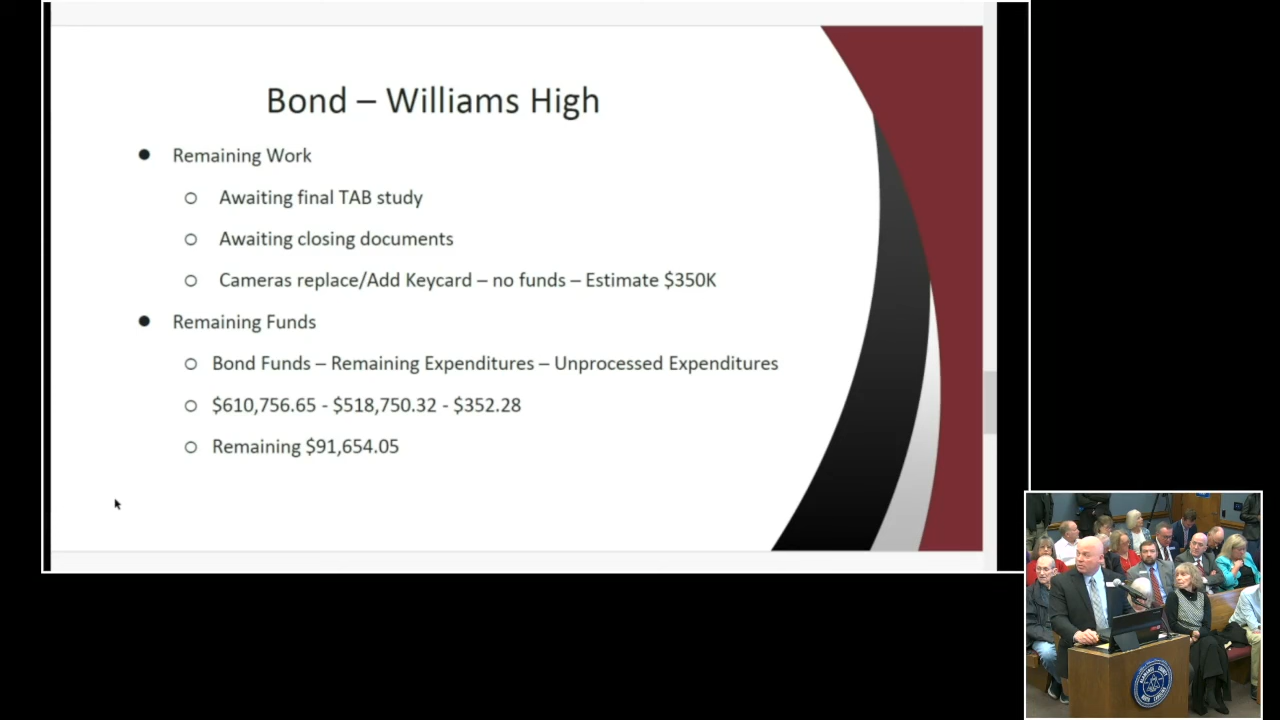 Bond – Williams High
Remaining Work
Awaiting final TAB study
Awaiting closing documents
Cameras replace/Add Keycard – no funds – Estimate $350K
Remaining Funds
Bond Funds – Remaining Expenditures – Unprocessed Expenditures
$610,756.65 - $518,750.32 - $352.28
Remaining $91,654.05